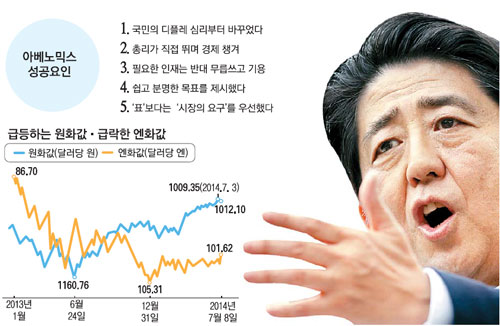 아베노믹스
성공요인
1. 국민의 디플레 심리부터 바꾸었다
2. 총리가 직접 뛰며 경제 챙겨
3. 필요한 인재는 반대 무릅쓰고 기용
4. 쉽고 분명한 목표를 제시했다
5. ‘표’보다는 ‘시장의 요구’를 우선했다
급등하는 원화값·급락한 엔화값
원화값(달러당 원) 엔화값(달러당 엔)
86.70
1009.35(2014.7. 3)
1012.10
101.62
1160.76
105.31
2013년
1월
6월
24일
12월
31일
2014년
7월 8일